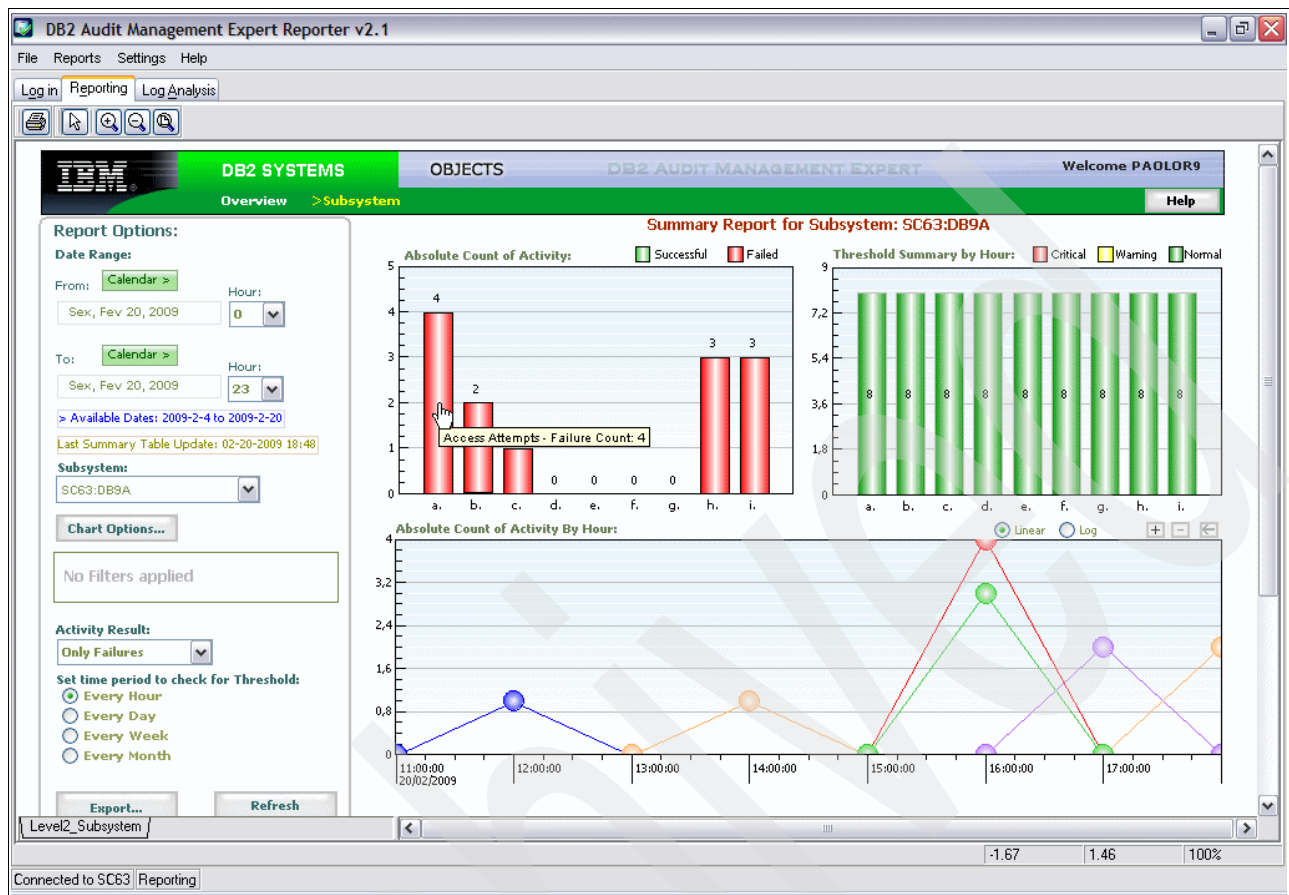 DB2 Audit Management Expert Reporter v2.1
File Reports Settings Help
Log in Reporting Log Analysis
IBM. DB2 SYSTEMS OBJECTS DB2 AUDIT MANAGEMENT EXPERT Welcome PAOLOR9
Overview >Subsystem Help
Report Options:
Date Range:
From: Calendar > Hour:
Sex, Fev 20, 2009 0
To: Calendar > Hour:
Sex, Fev 20, 2009 23
> Available Dates: 2009-2-4 to 2009-2-20
Last Summary Table Update: 02-20-2009 18:48
Subsystem:
SC63:DB9A
Chart Options...
No Filters applied
Activity Result:
Only Failures
Set time period to check for Threshold:
Every Hour
Every Day
Every Week
Every Month
Export... Refresh
Summary Report for Subsystem: SC63:DB9A
Absolute Count of Activity: Successful Failed
5
4
3
2
1
0
4 2 0 0 0 0 3 3
Access Attempts - Failure Count: 4
a. b. c. d. e. f. g. h. i.
Threshold Summary by Hour: Critical Warning Normal
9
7,2
5,4
3,6
1,8
0
8 8 8 8 8 8 8 8 8
a. b. c. d. e. f. g. h. i.
Absolute Count of Activity By Hour: Linear Log + - ←
4
3,2
2,4
1,6
0,8
0
11:00:00 12:00:00 13:00:00 14:00:00 15:00:00 16:00:00 17:00:00
20/02/2009
Level2_Subsystem
-1.67 1.46 100%
Connected to SC63 Reporting